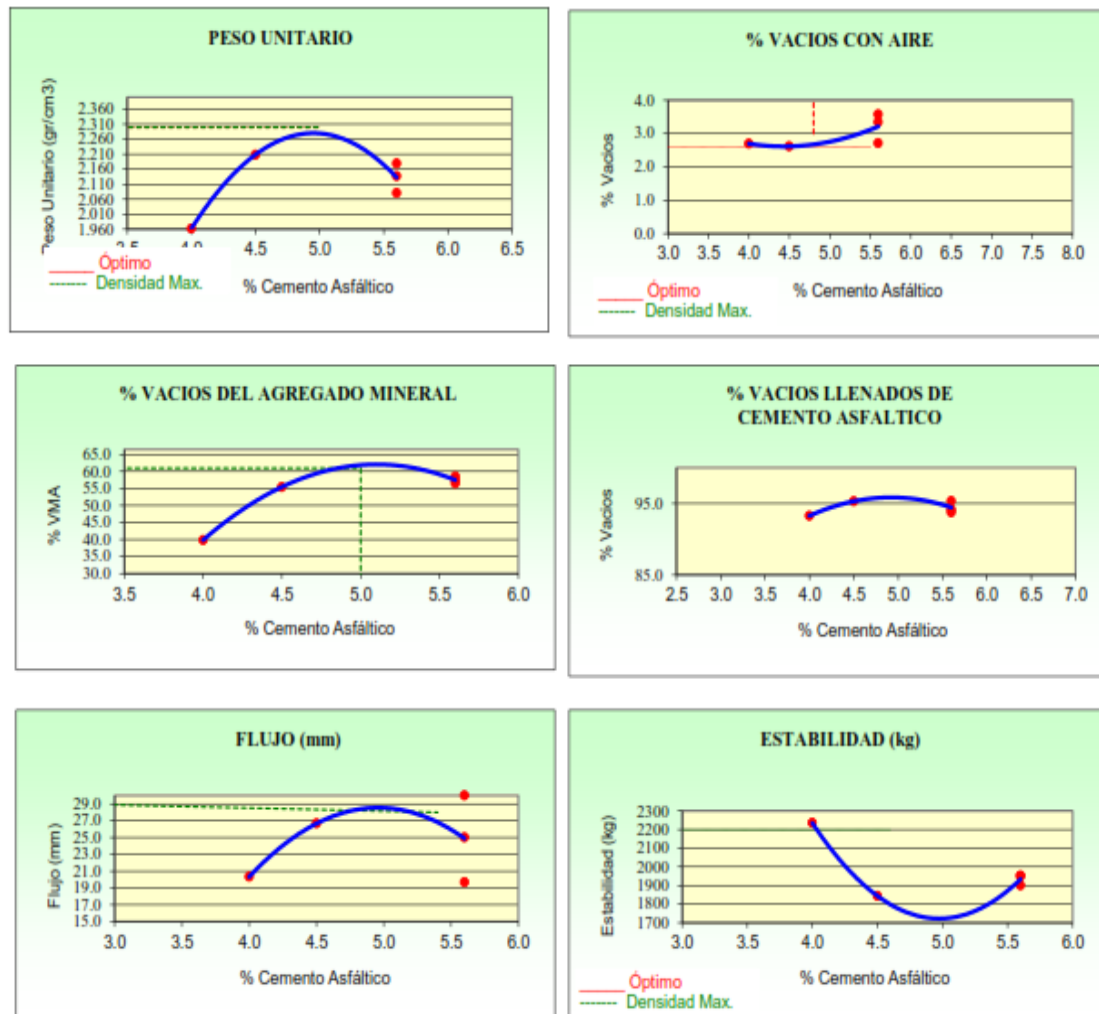 PESO UNITARIO
Peso Unitario (gr/cm3)
2.360
2.310
2.260
2.210
2.160
2.110
2.060
2.010
1.960
4.0 4.5 5.0 5.5 6.0 6.5
% Cemento Asfáltico
Óptimo
Densidad Max.
% VACIOS CON AIRE
% Vacios
4.0
3.0
2.0
1.0
0.0
3.0 3.5 4.0 4.5 5.0 5.5 6.0 6.5 7.0 7.5 8.0
% Cemento Asfáltico
Óptimo
Densidad Max.
% VACIOS DEL AGREGADO MINERAL
% VMA
65.0
60.0
55.0
50.0
45.0
40.0
35.0
30.0
3.5 4.0 4.5 5.0 5.5 6.0
% Cemento Asfáltico
% VACIOS LLENADOS DE
CEMENTO ASFALTICO
% Vacios
95.0
85.0
2.5 3.0 3.5 4.0 4.5 5.0 5.5 6.0 6.5 7.0
% Cemento Asfáltico
FLUJO (mm)
Flujo (mm)
29.0
27.0
25.0
23.0
21.0
19.0
17.0
15.0
3.0 3.5 4.0 4.5 5.0 5.5 6.0
% Cemento Asfáltico
ESTABILIDAD (kg)
Estabilidad (kg)
2300
2200
2100
2000
1900
1800
1700
3.0 3.5 4.0 4.5 5.0 5.5 6.0
% Cemento Asfáltico
Óptimo
Densidad Max.